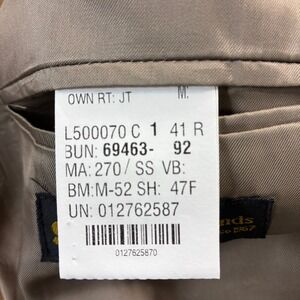 OWN RT: JT M:
L500070 C 1 41 R
BUN: 69463- 92
MA: 270/ SS VB:
BM:M-52 SH: 47F
UN: 012762587
0127625870